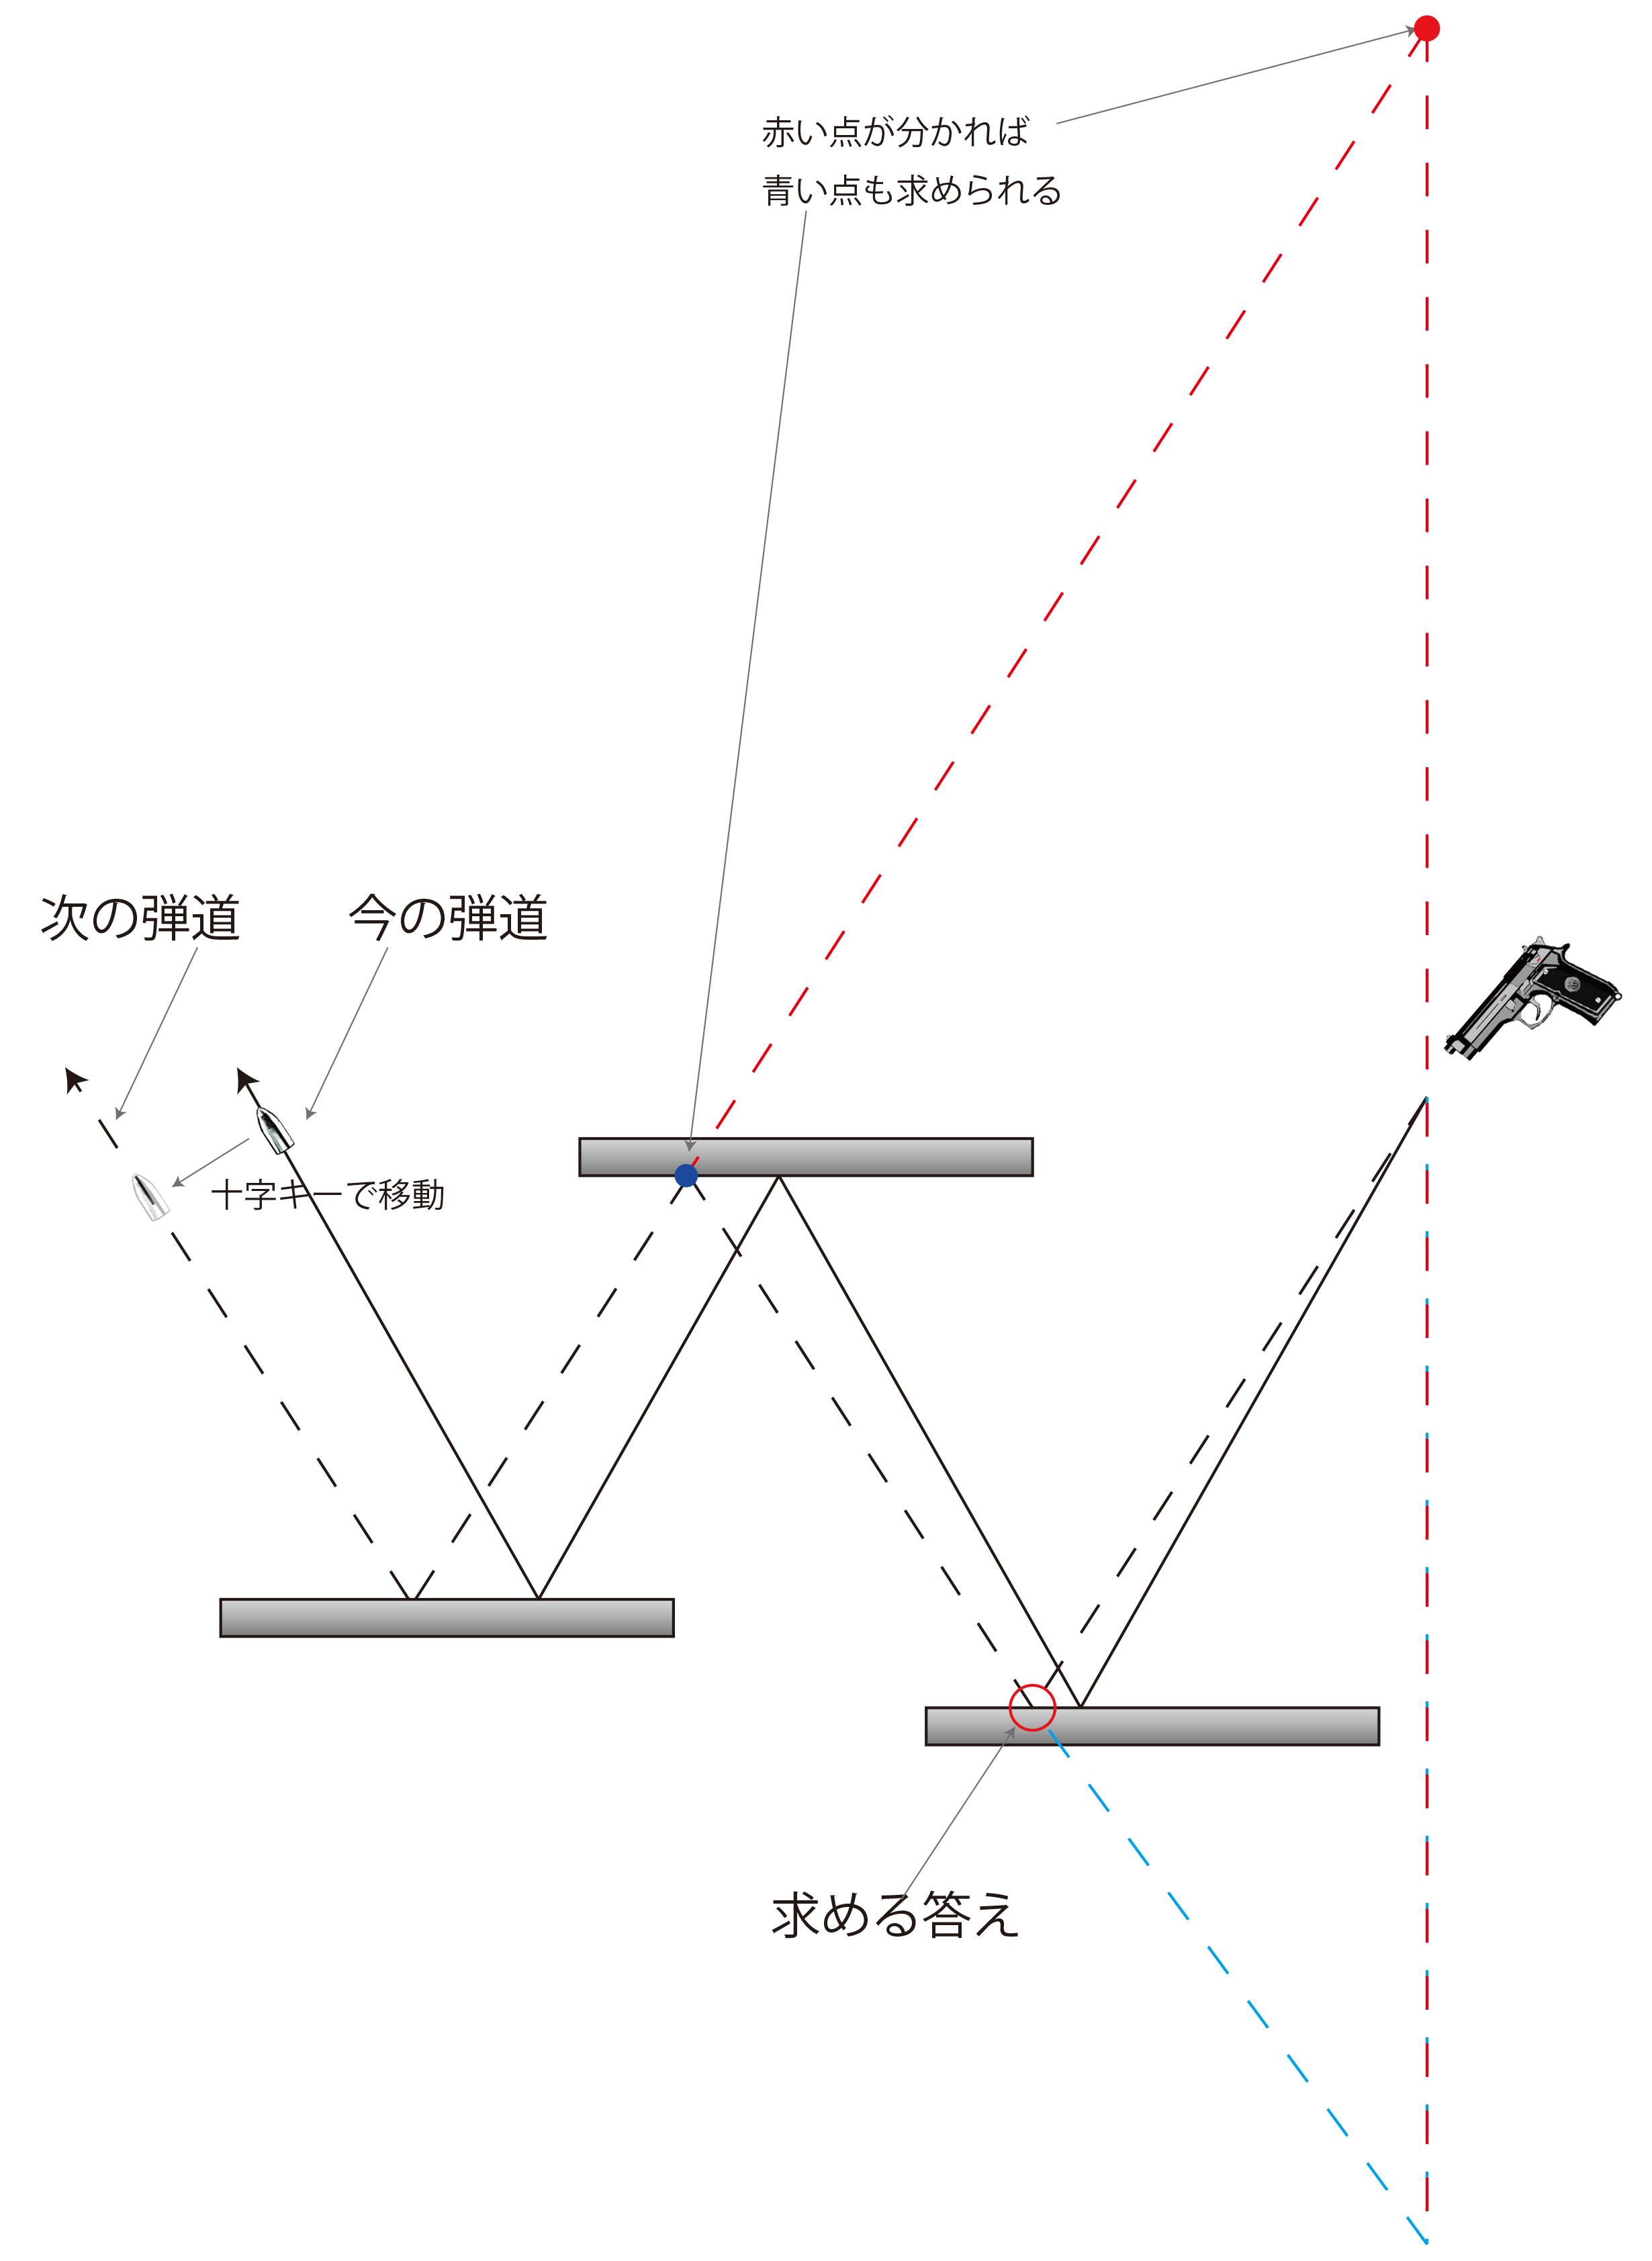 赤い点が分かれば
青い点も求められる
次の弾道
今の弾道
十字キーで移動
求める答え